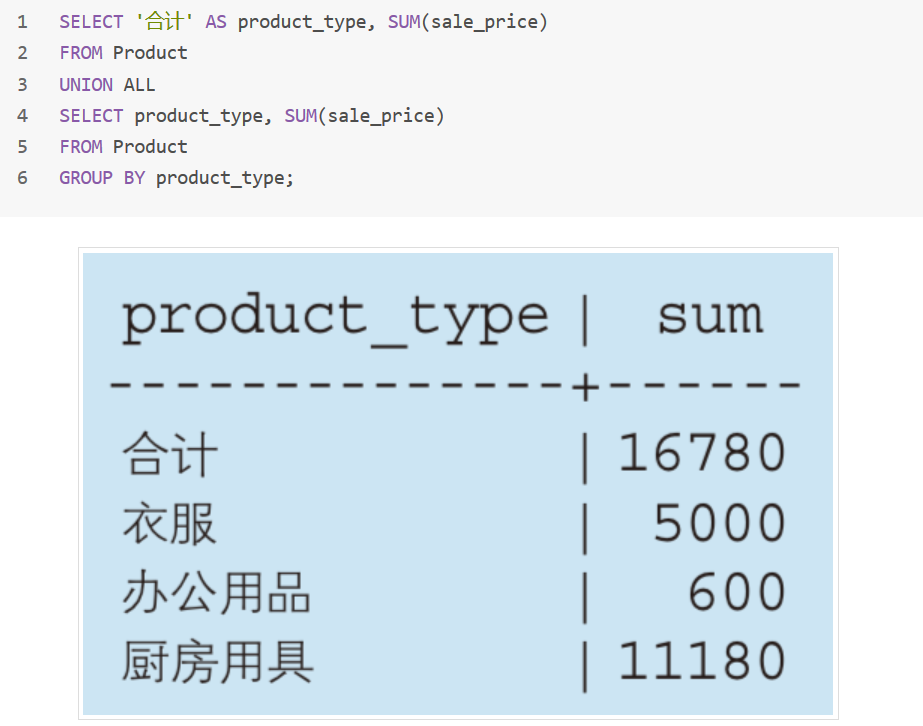 1 SELECT '合计' AS product_type, SUM(sale_price)
2 FROM Product
3 UNION ALL
4 SELECT product_type, SUM(sale_price)
5 FROM Product
6 GROUP BY product_type;
product_type | sum
--------------+------
合计 | 16780
衣服 | 5000
办公用品 | 600
厨房用具 | 11180